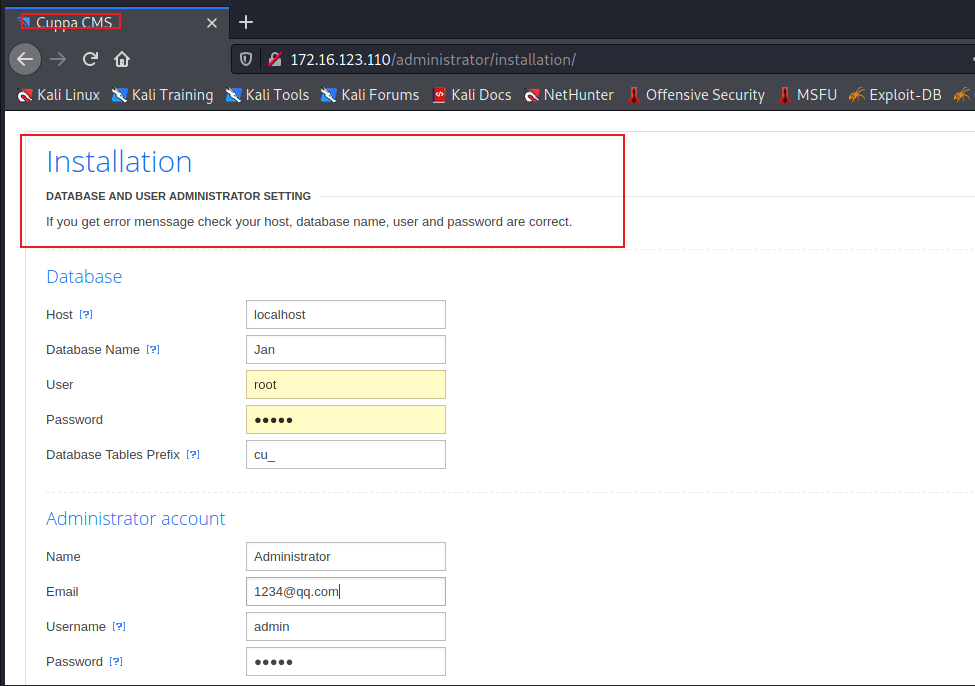 Cuppa CMS
172.16.123.110/administrator/installation/
Kali Linux Kali Training Kali Tools Kali Forums Kali Docs NetHunter Offensive Security MSFU Exploit-DB
Installation
DATABASE AND USER ADMINISTRATOR SETTING
If you get error menssage check your host, database name, user and password are correct.
Database
Host [?] localhost
Database Name [?] Jan
User root
Password ●●●●●
Database Tables Prefix [?] cu_
Administrator account
Name Administrator
Email 1234@qq.com
Username [?] admin
Password [?] ●●●●●